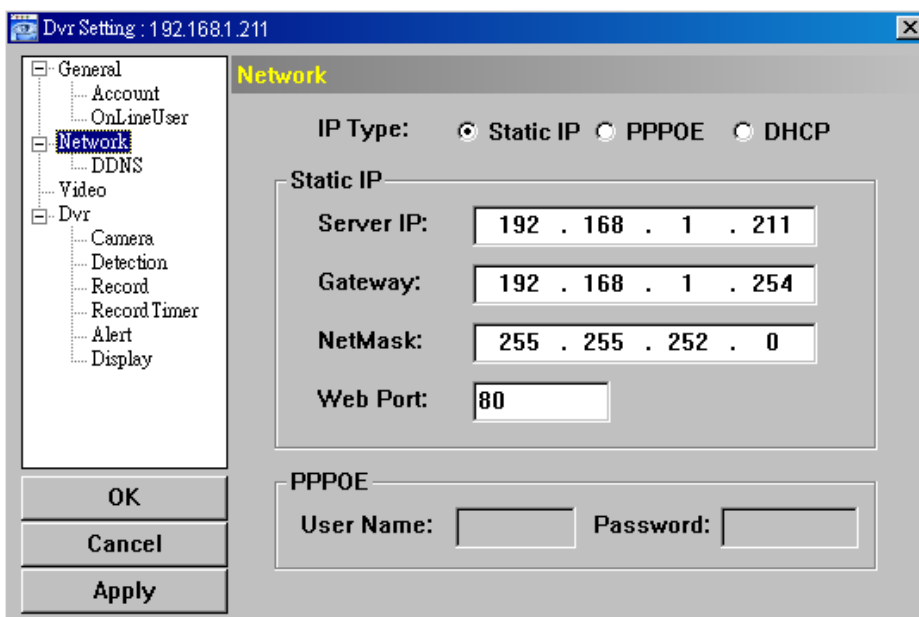 Dvr Setting : 192.168.1.211
General
Account
OnLineUser
Network
DDNS
Video
Dvr
Camera
Detection
Record
Record Timer
Alert
Display
OK
Cancel
Apply
Network
IP Type: Static IP PPPOE DHCP
Static IP
Server IP: 192 . 168 . 1 . 211
Gateway: 192 . 168 . 1 . 254
NetMask: 255 . 255 . 252 . 0
Web Port: 80
PPPOE
User Name: Password: